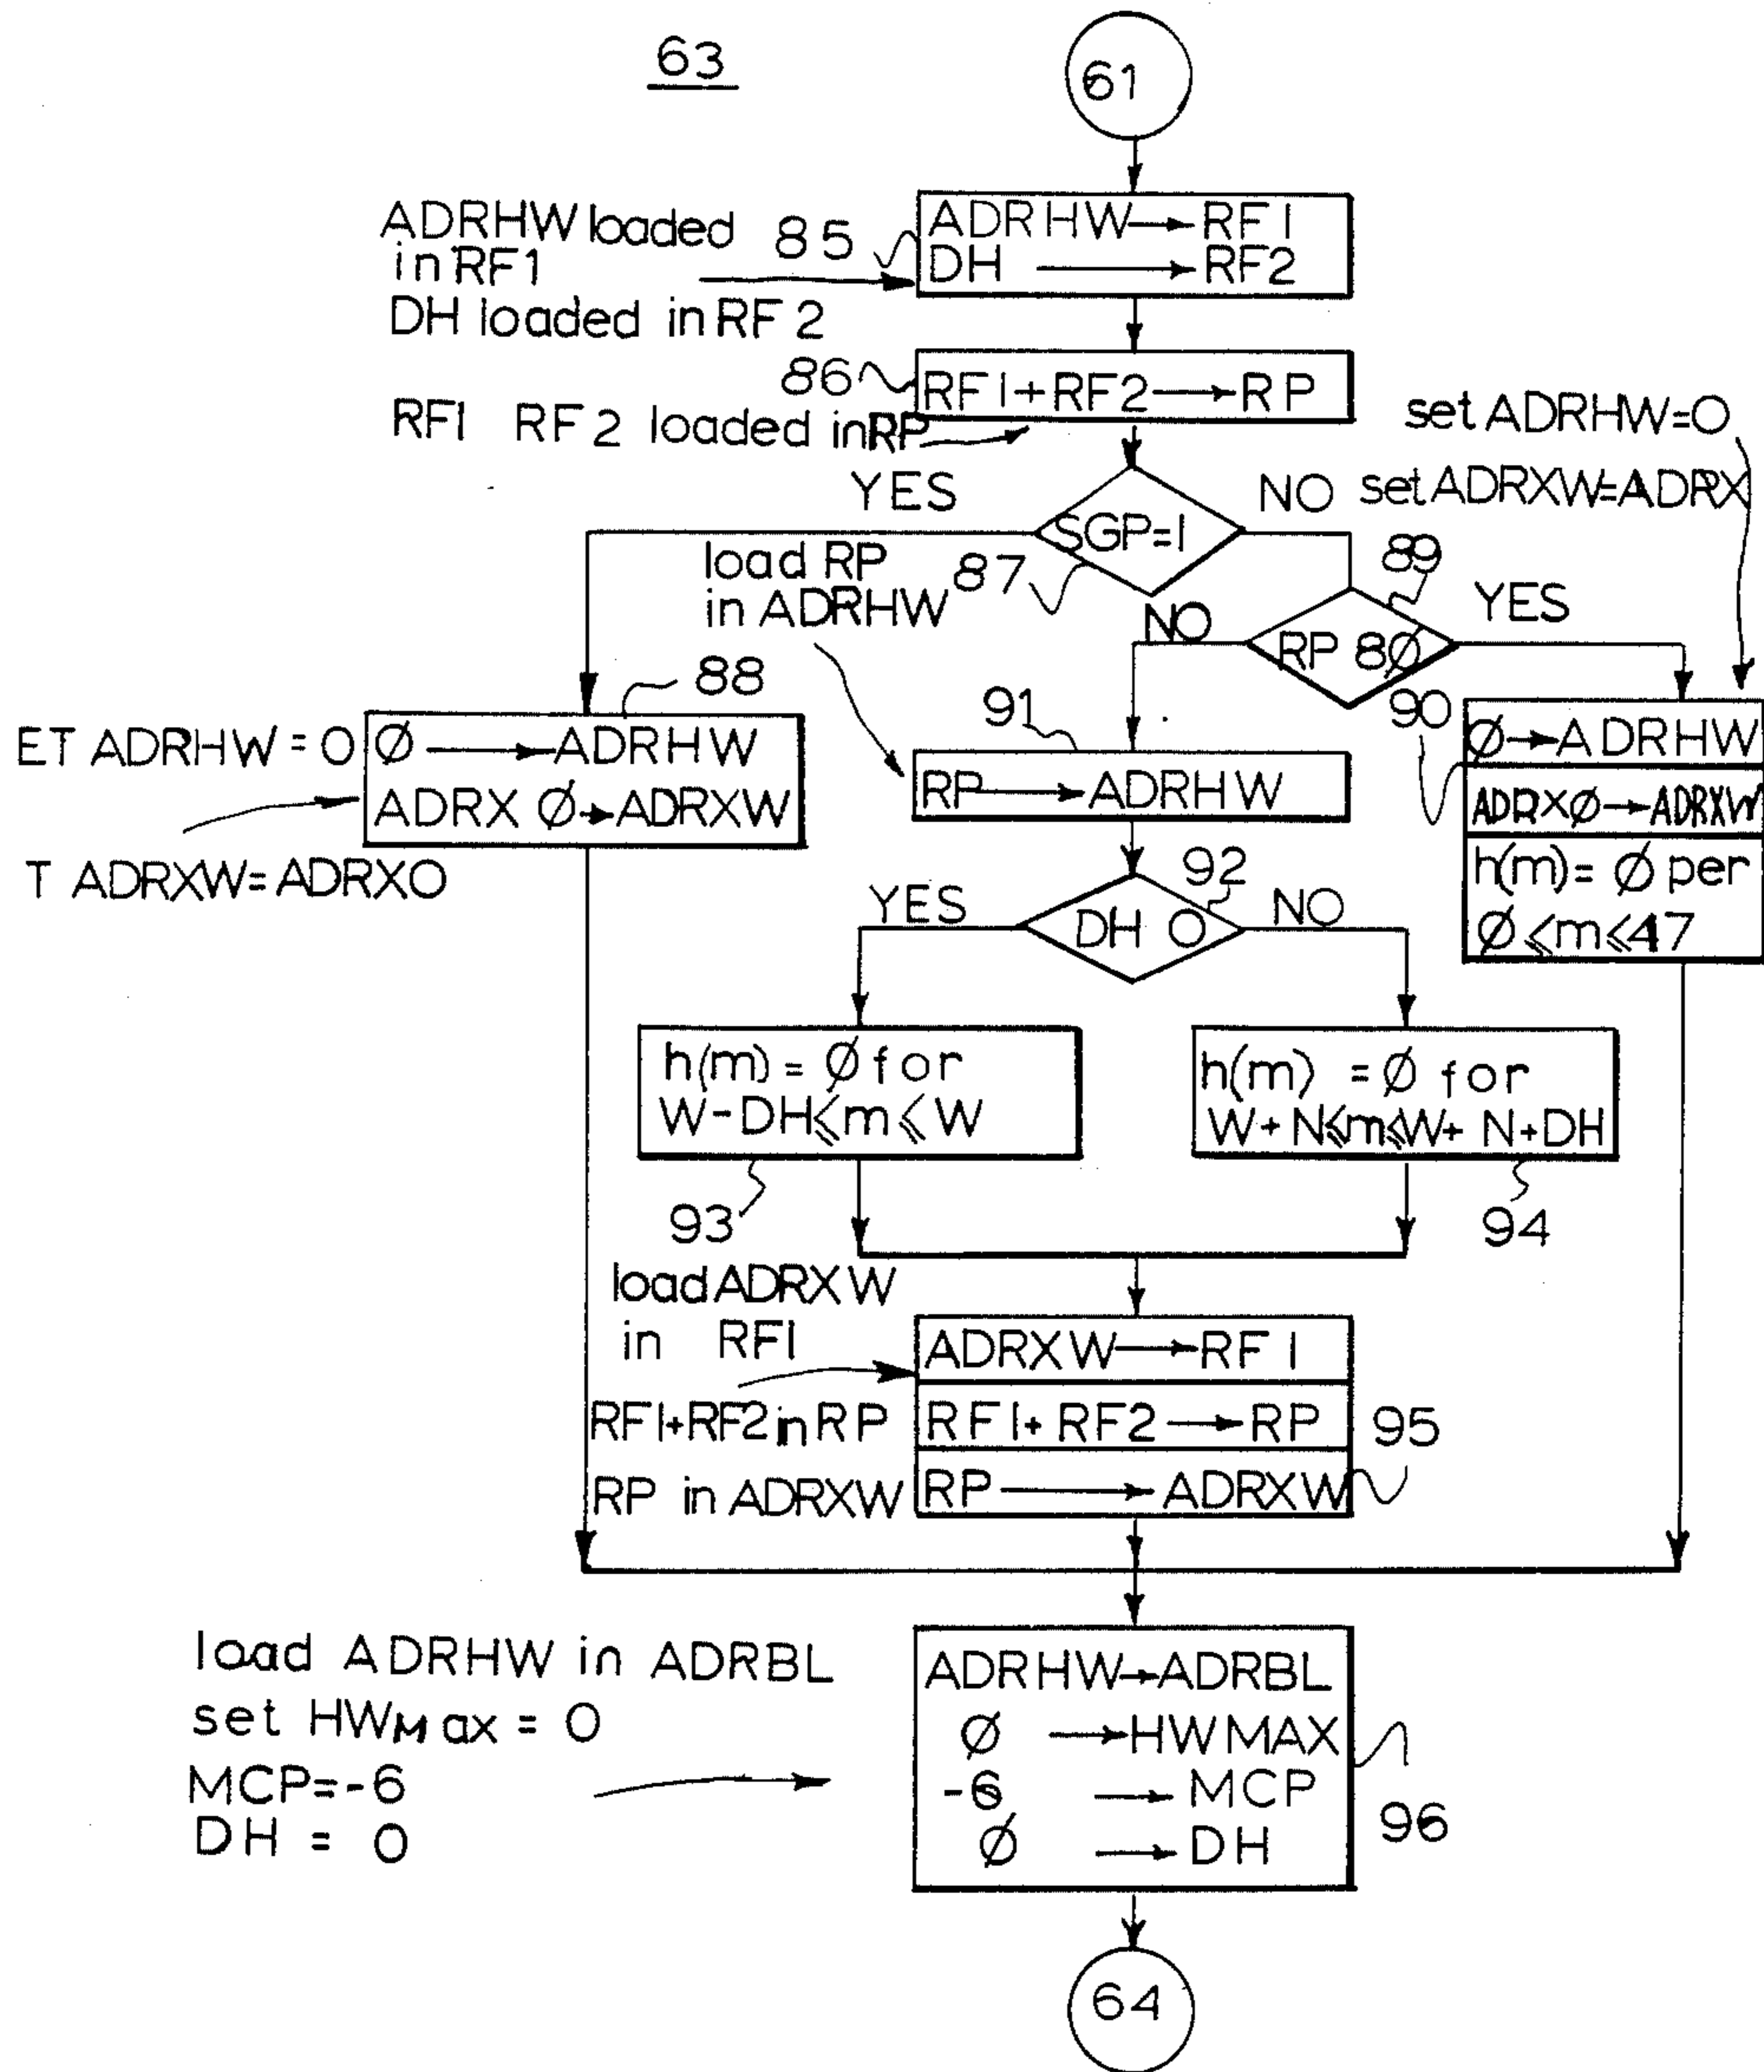 63
61
ADRHW loaded
in RF1
DH loaded in RF 2
85
ADRHW→RF1
DH → RF2
86
RF1+RF2→RP
RF1 RF2 loaded in RP
set ADRHW=0
set ADRXW=ADRX
YES
SGP=1
NO
87
load RP
in ADRHW
89
NO
RP 8Ø
YES
88
ET ADRHW = 0
Ø → ADRHW
ADRX Ø→ADRXW
T ADRXW=ADRXO
91
RP→ADRHW
90
Ø→ADRHW
ADRXØ→ADRXW
h(m)= Ø per
Ø ⩽m⩽47
92
YES
DH O
NO
h(m)= Ø for
W-DH⩽m⩽W
93
h(m) =Ø for
W+N⩽m⩽W+ N+DH
94
load ADRXW
in RF1
ADRXW→RF1
RF1+RF2 in RP
RF1+RF2→RP
95
RP in ADRXW
RP→ADRXW
load ADRHW in ADRBL
set HWMax = 0
MCP=-6
DH = 0
ADRHW→ADRBL
Ø →HWMAX
-6 → MCP
Ø → DH
96
64